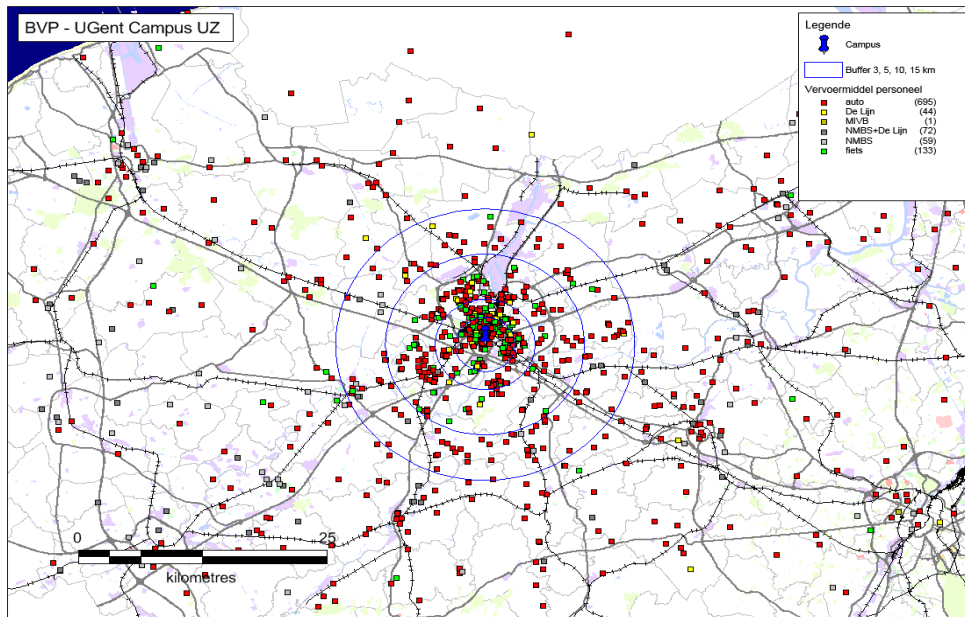 BVP - UGent Campus UZ
Legende
Campus
Buffer 3, 5, 10, 15 km
Vervoermiddel personeel
auto (695)
De Lijn (44)
MIVB (1)
NMBS+De Lijn (72)
NMBS (59)
fiets (133)
0 25
kilometres